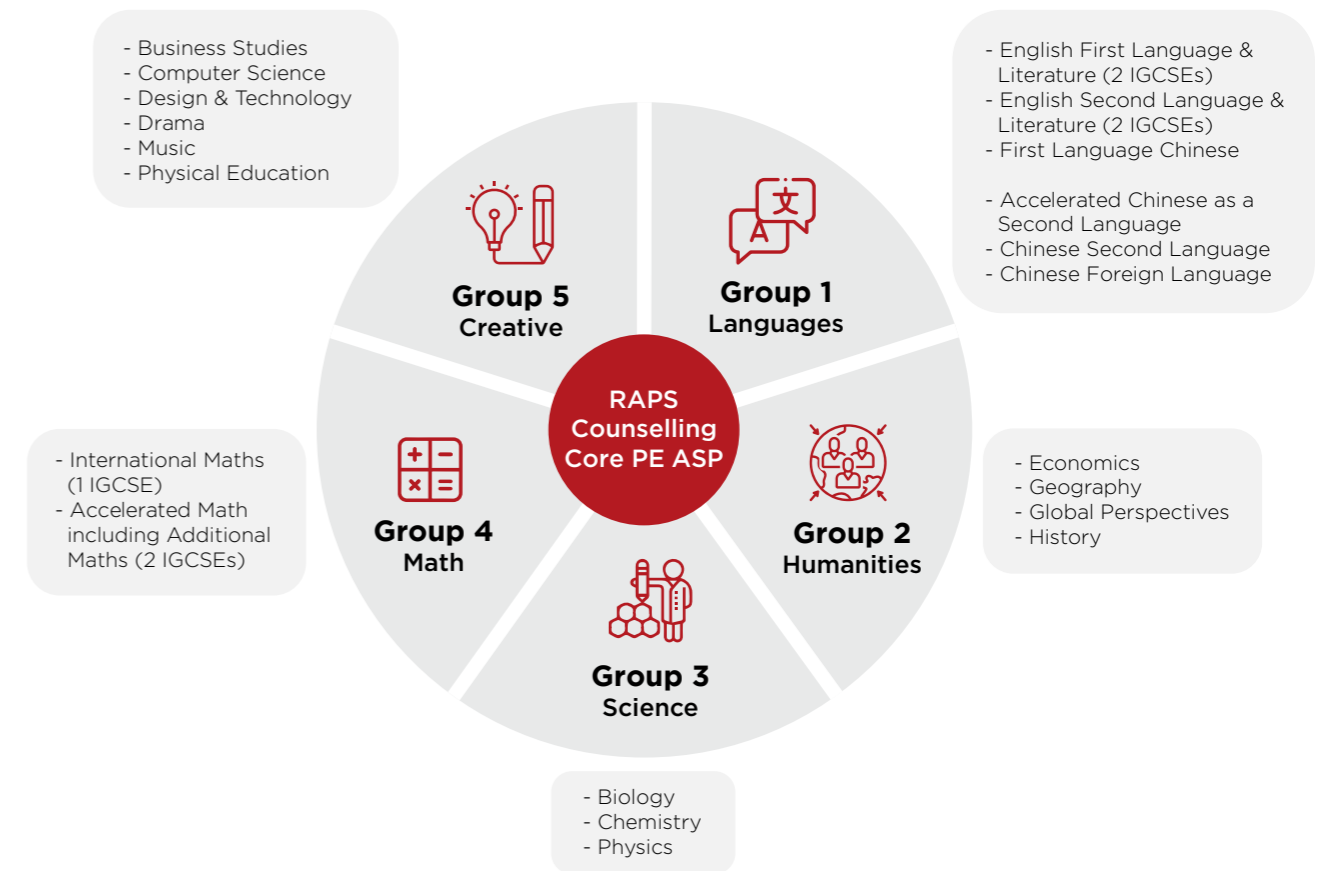 - Business Studies
- Computer Science
- Design & Technology
- Drama
- Music
- Physical Education
- English First Language &
Literature (2 IGCSEs)
- English Second Language &
Literature (2 IGCSEs)
- First Language Chinese
- Accelerated Chinese as a
Second Language
- Chinese Second Language
- Chinese Foreign Language
文
A
Group 5
Creative
Group 1
Languages
RAPS
Counselling
Core PE ASP
- International Maths
(1 IGCSE)
- Accelerated Math
including Additional
Maths (2 IGCSEs)
+ −
× =
Group 4
Math
Group 2
Humanities
- Economics
- Geography
- Global Perspectives
- History
Group 3
Science
- Biology
- Chemistry
- Physics